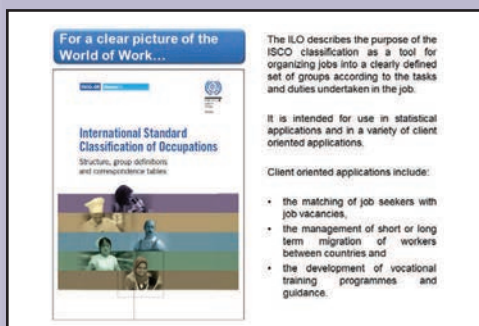 For a clear picture of the
World of Work…
International Standard
Classification of Occupations
Structure, group definitions
and correspondence tables
The ILO describes the purpose of the
ISCO classification as a tool for
organizing jobs into a clearly defined
set of groups according to the tasks
and duties undertaken in the job.
It is intended for use in statistical
applications and in a variety of client
oriented applications.
Client oriented applications include:
• the matching of job seekers with
job vacancies,
• the management of short or long
term migration of workers
between countries and
• the development of vocational
training programmes and
guidance.